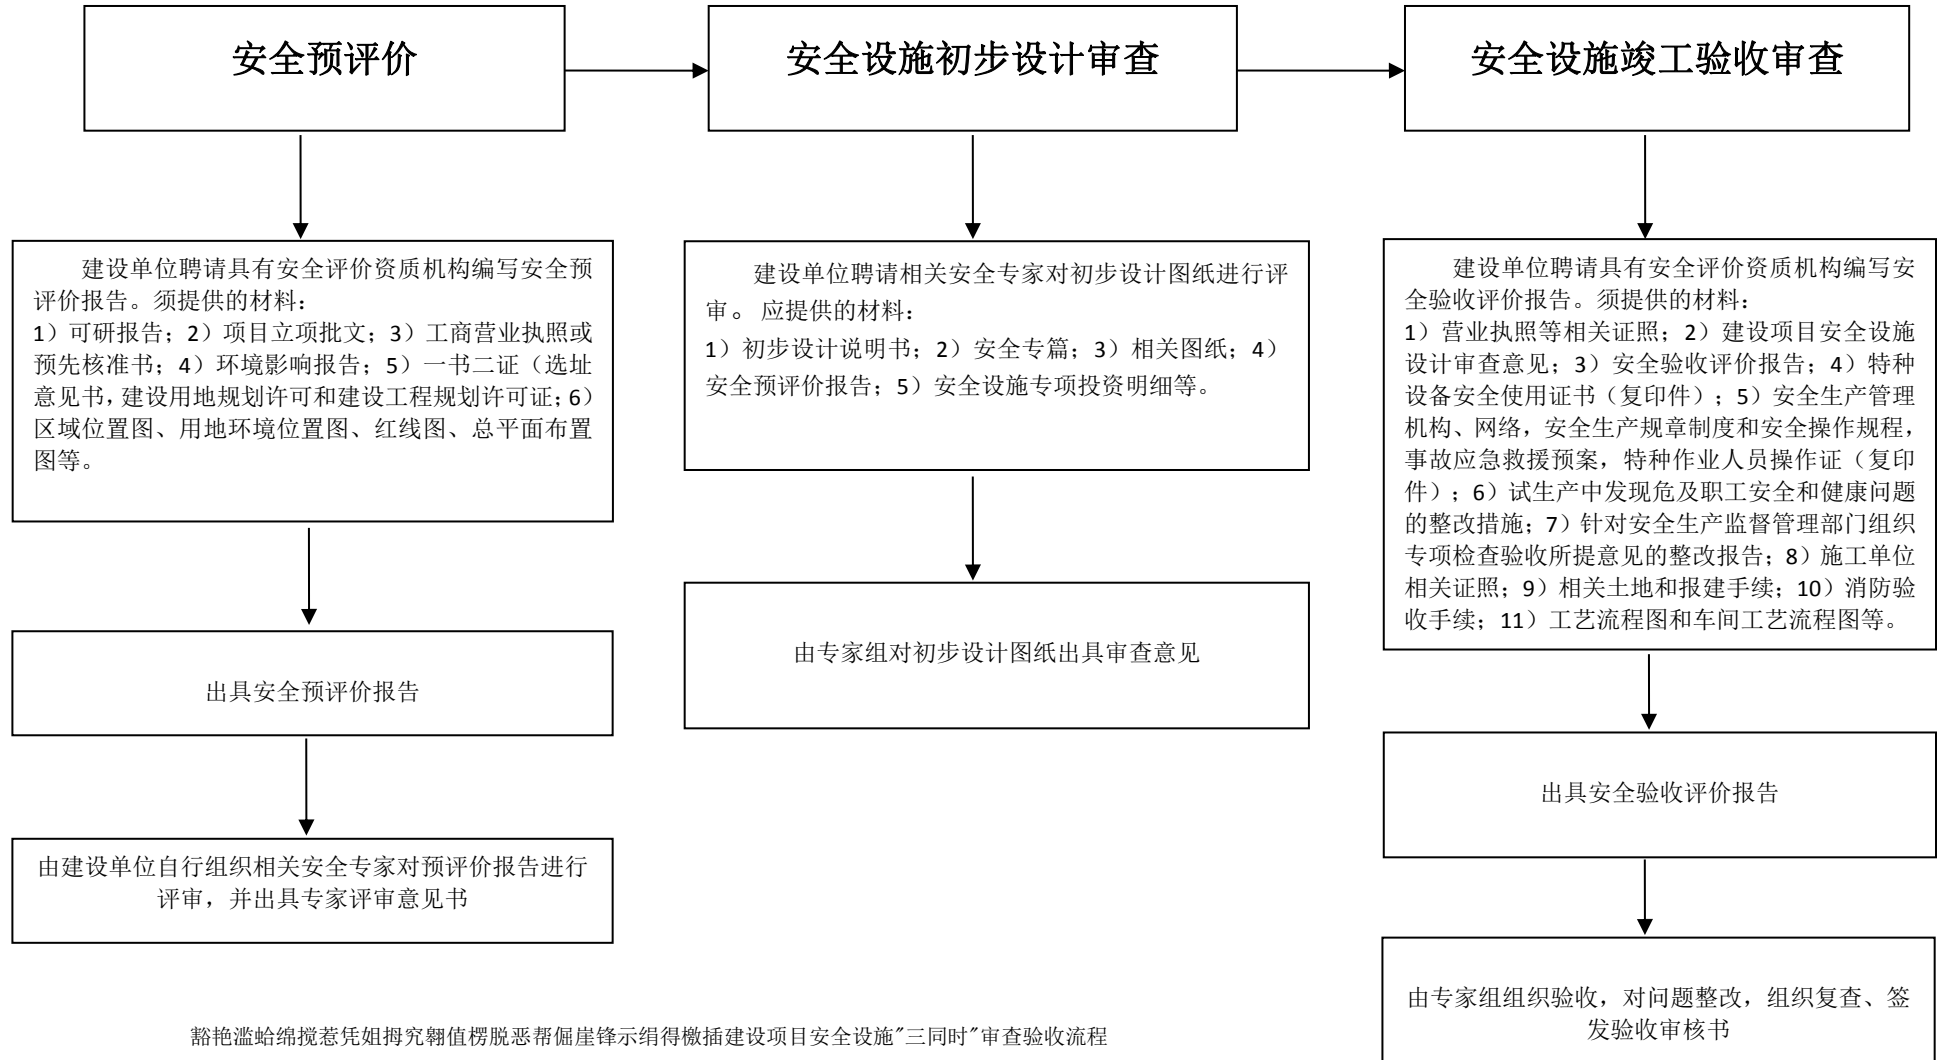 安全预评价
安全设施初步设计审查
安全设施竣工验收审查
建设单位聘请具有安全评价资质机构编写安全预
评价报告。须提供的材料：
1）可研报告；2）项目立项批文；3）工商营业执照或
预先核准书；4）环境影响报告；5）一书二证（选址
意见书，建设用地规划许可和建设工程规划许可证；6）
区域位置图、用地环境位置图、红线图、总平面布置
图等。
出具安全预评价报告
由建设单位自行组织相关安全专家对预评价报告进行
评审，并出具专家评审意见书
建设单位聘请相关安全专家对初步设计图纸进行评
审。 应提供的材料：
1）初步设计说明书；2）安全专篇；3）相关图纸；4）
安全预评价报告；5）安全设施专项投资明细等。
由专家组对初步设计图纸出具审查意见
建设单位聘请具有安全评价资质机构编写安
全验收评价报告。须提供的材料：
1）营业执照等相关证照；2）建设项目安全设施
设计审查意见；3）安全验收评价报告；4）特种
设备安全使用证书（复印件）；5）安全生产管理
机构、网络，安全生产规章制度和安全操作规程，
事故应急救援预案，特种作业人员操作证（复印
件）；6）试生产中发现危及职工安全和健康问题
的整改措施；7）针对安全生产监督管理部门组织
专项检查验收所提意见的整改报告；8）施工单位
相关证照；9）相关土地和报建手续；10）消防验
收手续；11）工艺流程图和车间工艺流程图等。
出具安全验收评价报告
由专家组组织验收，对问题整改，组织复查、签
发验收审核书
豁艳滥蛤绵搅惹凭姐拇究翱值楞脱恶帮倔崖锋示绢得檄插建设项目安全设施"三同时"审查验收流程